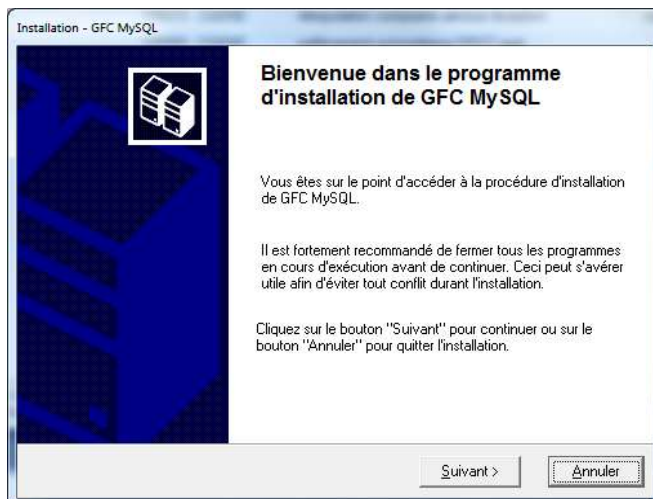 Installation - GFC MySQL
Bienvenue dans le programme
d'installation de GFC MySQL
Vous êtes sur le point d'accéder à la procédure d'installation
de GFC MySQL.
Il est fortement recommandé de fermer tous les programmes
en cours d'exécution avant de continuer. Ceci peut s'avérer
utile afin d'éviter tout conflit durant l'installation.
Cliquez sur le bouton "Suivant" pour continuer ou sur le
bouton "Annuler" pour quitter l'installation.
Suivant >
Annuler